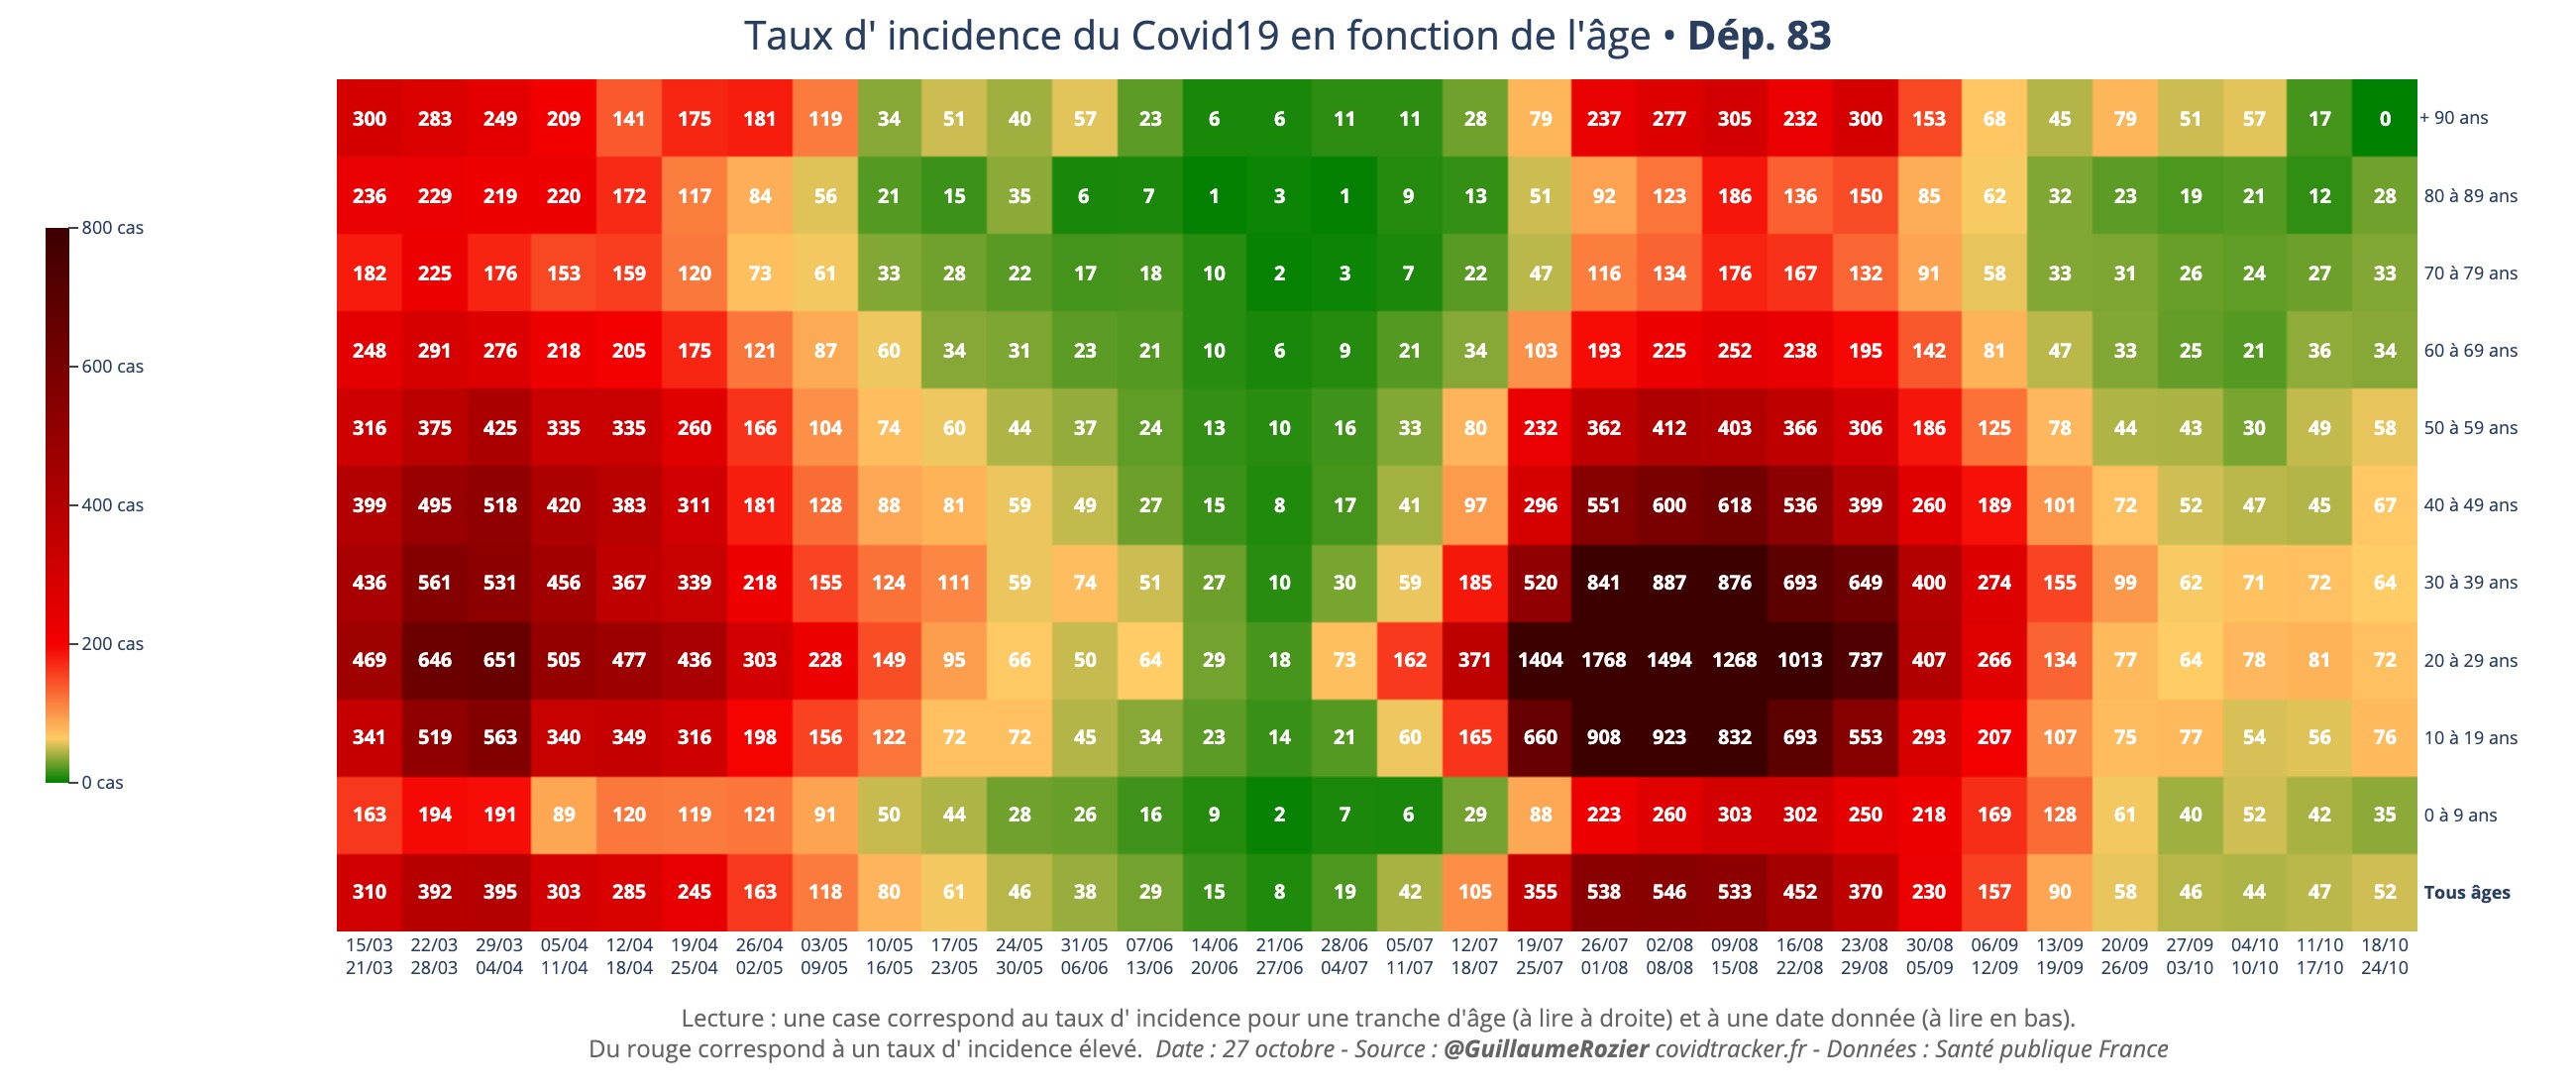 Taux d' incidence du Covid19 en fonction de l'âge • Dép. 83
800 cas
600 cas
400 cas
200 cas
0 cas
300 283 249 209 141 175 181 119 34 51 40 57 23 6 6 11 11 28 79 237 277 305 232 300 153 68 45 79 51 57 17 0 + 90 ans
236 229 219 220 172 117 84 56 21 15 35 6 7 1 3 1 9 13 51 92 123 186 136 150 85 62 32 23 19 21 12 28 80 à 89 ans
182 225 176 153 159 120 73 61 33 28 22 17 18 10 2 3 7 22 47 116 134 176 167 132 91 58 33 31 26 24 27 33 70 à 79 ans
248 291 276 218 205 175 121 87 60 34 31 23 21 10 6 9 21 34 103 193 225 252 238 195 142 81 47 33 25 21 36 34 60 à 69 ans
316 375 425 335 335 260 166 104 74 60 44 37 24 13 10 16 33 80 232 362 412 403 366 306 186 125 78 44 43 30 49 58 50 à 59 ans
399 495 518 420 383 311 181 128 88 81 59 49 27 15 8 17 41 97 296 551 600 618 536 399 260 189 101 72 52 47 45 67 40 à 49 ans
436 561 531 456 367 339 218 155 124 111 59 74 51 27 10 30 59 185 520 841 887 876 693 649 400 274 155 99 62 71 72 64 30 à 39 ans
469 646 651 505 477 436 303 228 149 95 66 50 64 29 18 73 162 371 1404 1768 1494 1268 1013 737 407 266 134 77 64 78 81 72 20 à 29 ans
341 519 563 340 349 316 198 156 122 72 72 45 34 23 14 21 60 165 660 908 923 832 693 553 293 207 107 75 77 54 56 76 10 à 19 ans
163 194 191 89 120 119 121 91 50 44 28 26 16 9 2 7 6 29 88 223 260 303 302 250 218 169 128 61 40 52 42 35 0 à 9 ans
310 392 395 303 285 245 163 118 80 61 46 38 29 15 8 19 42 105 355 538 546 533 452 370 230 157 90 58 46 44 47 52 Tous âges
15/03 22/03 29/03 05/04 12/04 19/04 26/04 03/05 10/05 17/05 24/05 31/05 07/06 14/06 21/06 28/06 05/07 12/07 19/07 26/07 02/08 09/08 16/08 23/08 30/08 06/09 13/09 20/09 27/09 04/10 11/10 18/10
21/03 28/03 04/04 11/04 18/04 25/04 02/05 09/05 16/05 23/05 30/05 06/06 13/06 20/06 27/06 04/07 11/07 18/07 25/07 01/08 08/08 15/08 22/08 29/08 05/09 12/09 19/09 26/09 03/10 10/10 17/10 24/10
Lecture : une case correspond au taux d' incidence pour une tranche d'âge (à lire à droite) et à une date donnée (à lire en bas).
Du rouge correspond à un taux d' incidence élevé. Date : 27 octobre - Source : @GuillaumeRozier covidtracker.fr - Données : Santé publique France